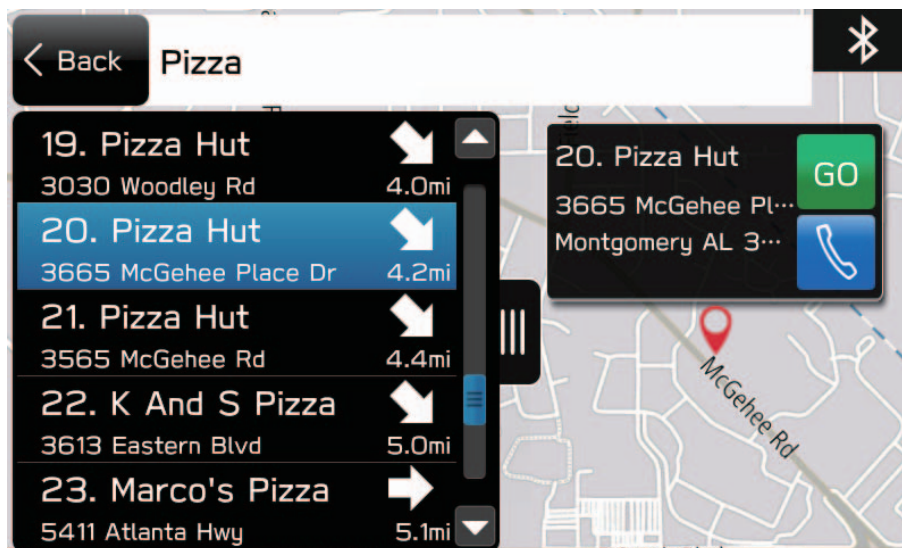 Back
Pizza
19. Pizza Hut
3030 Woodley Rd 4.0mi
20. Pizza Hut
3665 McGehee Place Dr 4.2mi
21. Pizza Hut
3565 McGehee Rd 4.4mi
22. K And S Pizza
3613 Eastern Blvd 5.0mi
23. Marco's Pizza
5411 Atlanta Hwy 5.1mi
20. Pizza Hut
GO
3665 McGehee Pl···
Montgomery AL 3···
McGehee Rd